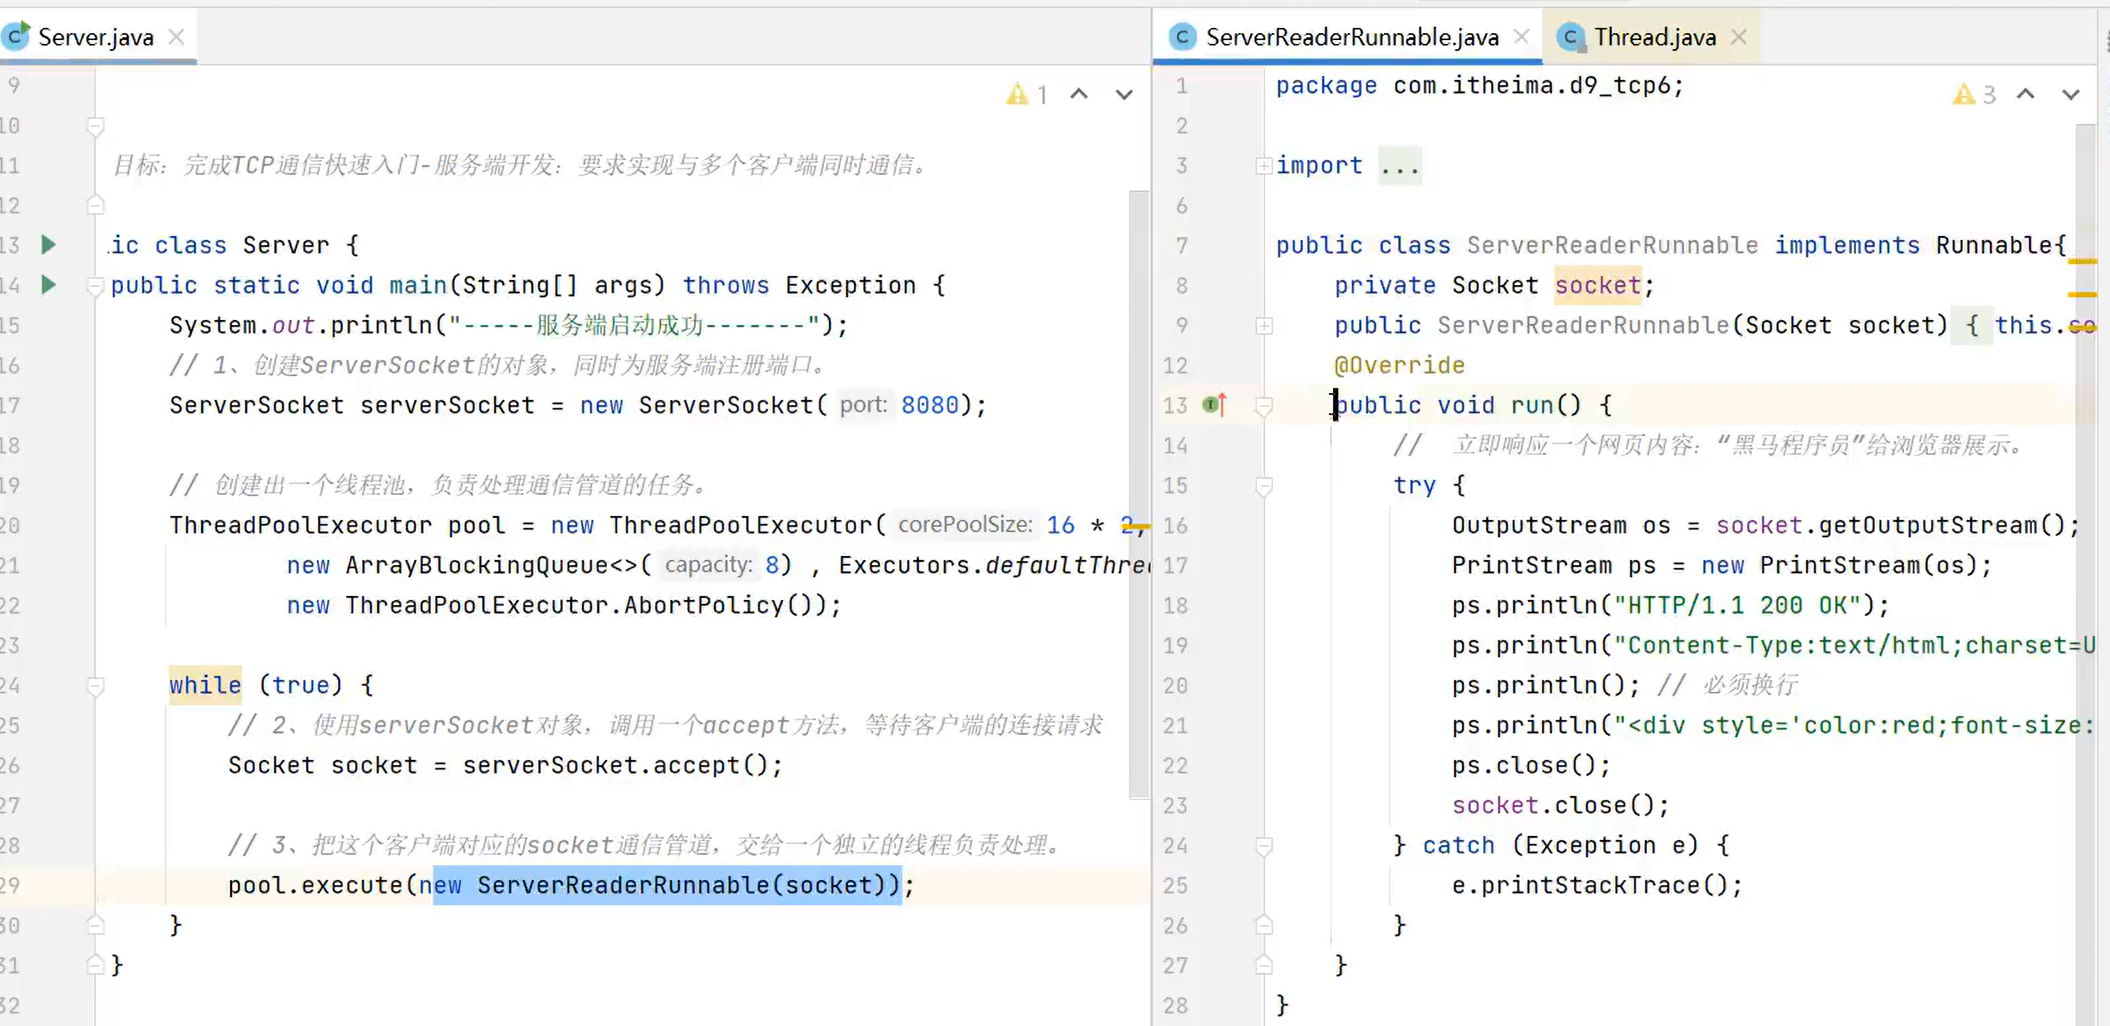 Server.java
9
10
11 目标：完成TCP通信快速入门-服务端开发：要求实现与多个客户端同时通信。
12
13 ic class Server {
14 public static void main(String[] args) throws Exception {
15 System.out.println("-----服务端启动成功-------");
16 // 1、创建ServerSocket的对象，同时为服务端注册端口。
17 ServerSocket serverSocket = new ServerSocket( port: 8080);
18
19 // 创建出一个线程池，负责处理通信管道的任务。
20 ThreadPoolExecutor pool = new ThreadPoolExecutor( corePoolSize: 16 * 2,
21 new ArrayBlockingQueue<>( capacity: 8) , Executors.defaultThre
22 new ThreadPoolExecutor.AbortPolicy());
23
24 while (true) {
25 // 2、使用serverSocket对象，调用一个accept方法，等待客户端的连接请求
26 Socket socket = serverSocket.accept();
27
28 // 3、把这个客户端对应的socket通信管道，交给一个独立的线程负责处理。
29 pool.execute(new ServerReaderRunnable(socket));
30 }
31 }
32
1
ServerReaderRunnable.java
Thread.java
1 package com.itheima.d9_tcp6;
2
3 import ...
6
7 public class ServerReaderRunnable implements Runnable{
8 private Socket socket;
9 public ServerReaderRunnable(Socket socket) { this.so
12 @Override
13 public void run() {
14 // 立即响应一个网页内容：“黑马程序员”给浏览器展示。
15 try {
16 OutputStream os = socket.getOutputStream();
17 PrintStream ps = new PrintStream(os);
18 ps.println("HTTP/1.1 200 OK");
19 ps.println("Content-Type:text/html;charset=U
20 ps.println(); // 必须换行
21 ps.println("<div style='color:red;font-size:
22 ps.close();
23 socket.close();
24 } catch (Exception e) {
25 e.printStackTrace();
26 }
27 }
28 }
3